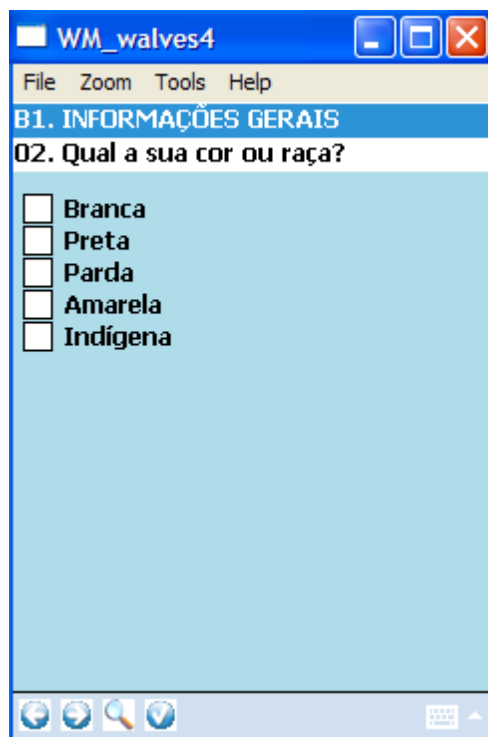 WM_walves4
File Zoom Tools Help
B1. INFORMAÇÕES GERAIS
02. Qual a sua cor ou raça?
Branca
Preta
Parda
Amarela
Indígena